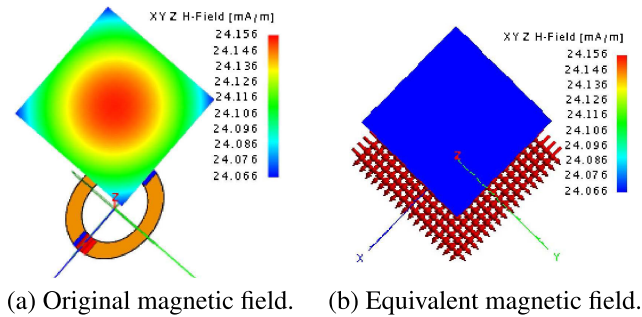 XYZ H-Field [mA/m]
24.156
24.146
24.136
24.126
24.116
24.106
24.096
24.086
24.076
24.066
Z
(a) Original magnetic field.
XYZ H-Field [mA/m]
24.156
24.146
24.136
24.126
24.116
24.106
24.096
24.086
24.076
24.066
Z
X
Y
(b) Equivalent magnetic field.